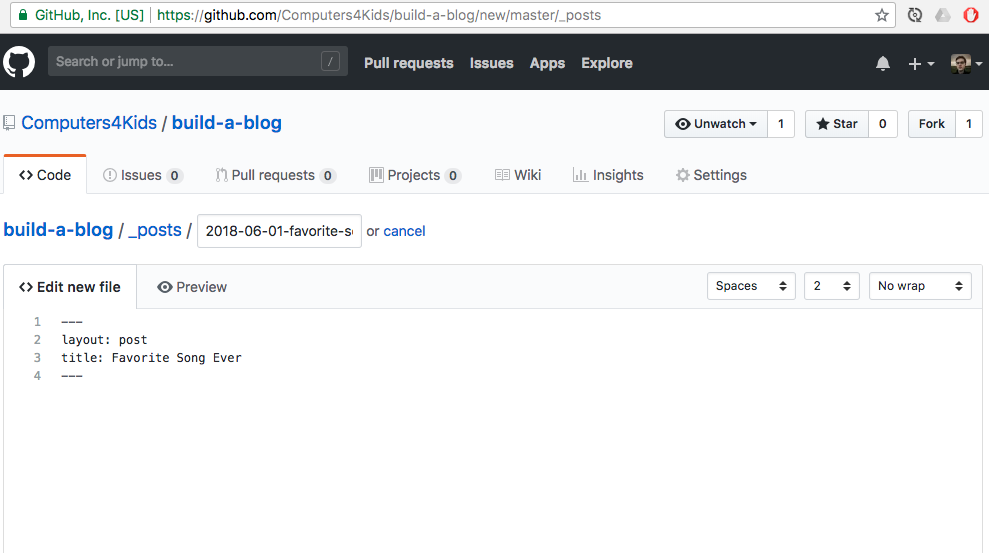 GitHub, Inc. [US] https://github.com/Computers4Kids/build-a-blog/new/master/_posts
Search or jump to... / Pull requests Issues Apps Explore
Computers4Kids / build-a-blog Unwatch 1 Star 0 Fork 1
Code Issues 0 Pull requests 0 Projects 0 Wiki Insights Settings
build-a-blog / _posts / 2018-06-01-favorite-so or cancel
Edit new file Preview Spaces 2 No wrap
1 ---
2 layout: post
3 title: Favorite Song Ever
4 ---